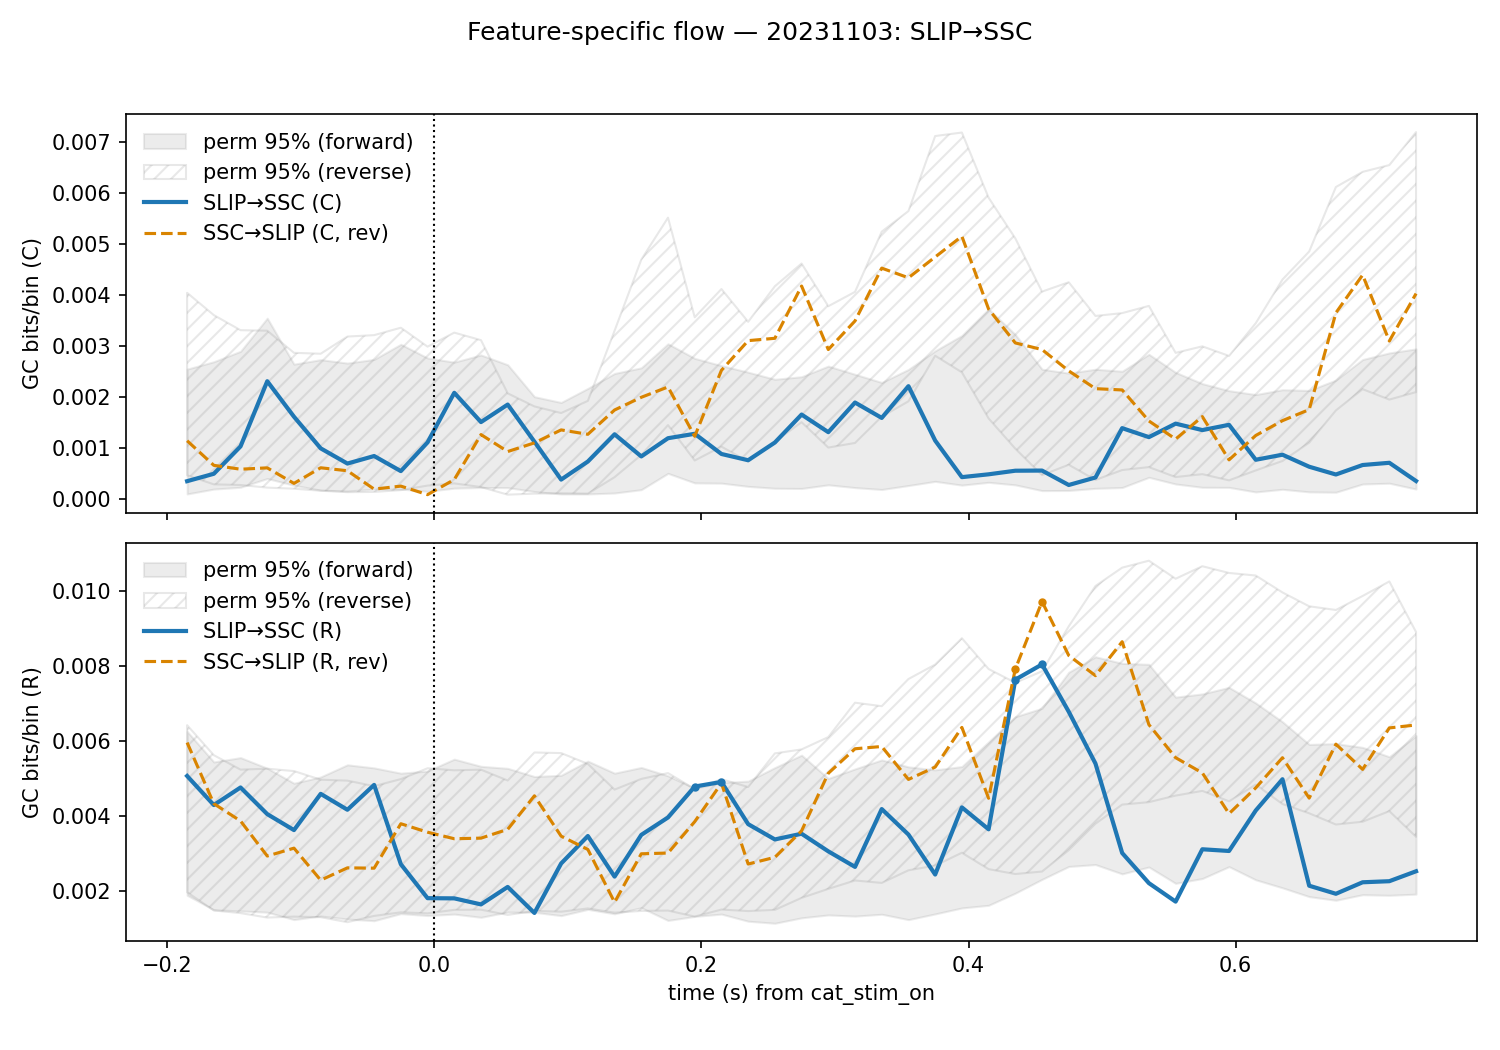 Feature-specific flow — 20231103: SLIP→SSC
GC bits/bin (C)
0.007
0.006
0.005
0.004
0.003
0.002
0.001
0.000
perm 95% (forward)
perm 95% (reverse)
SLIP→SSC (C)
SSC→SLIP (C, rev)
GC bits/bin (R)
0.010
0.008
0.006
0.004
0.002
perm 95% (forward)
perm 95% (reverse)
SLIP→SSC (R)
SSC→SLIP (R, rev)
−0.2 0.0 0.2 0.4 0.6
time (s) from cat_stim_on